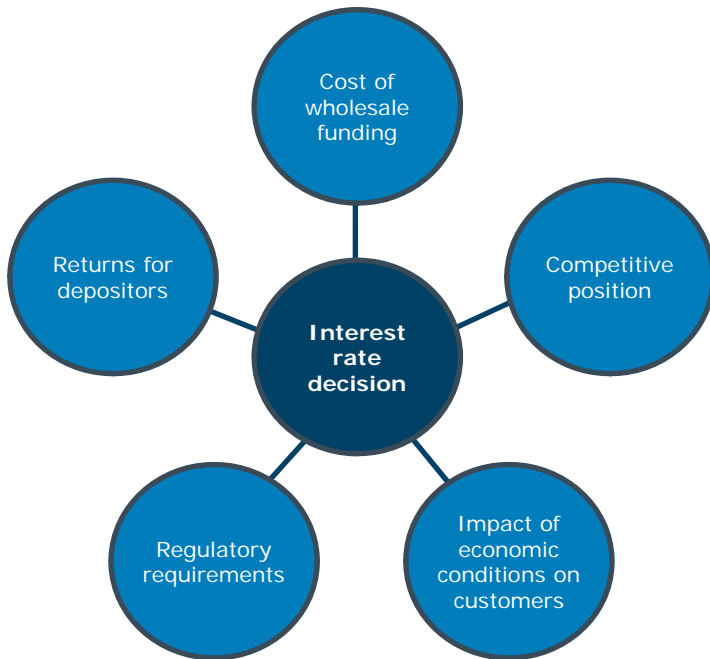 Cost of
wholesale
funding
Returns for
depositors
Competitive
position
Interest
rate
decision
Regulatory
requirements
Impact of
economic
conditions on
customers